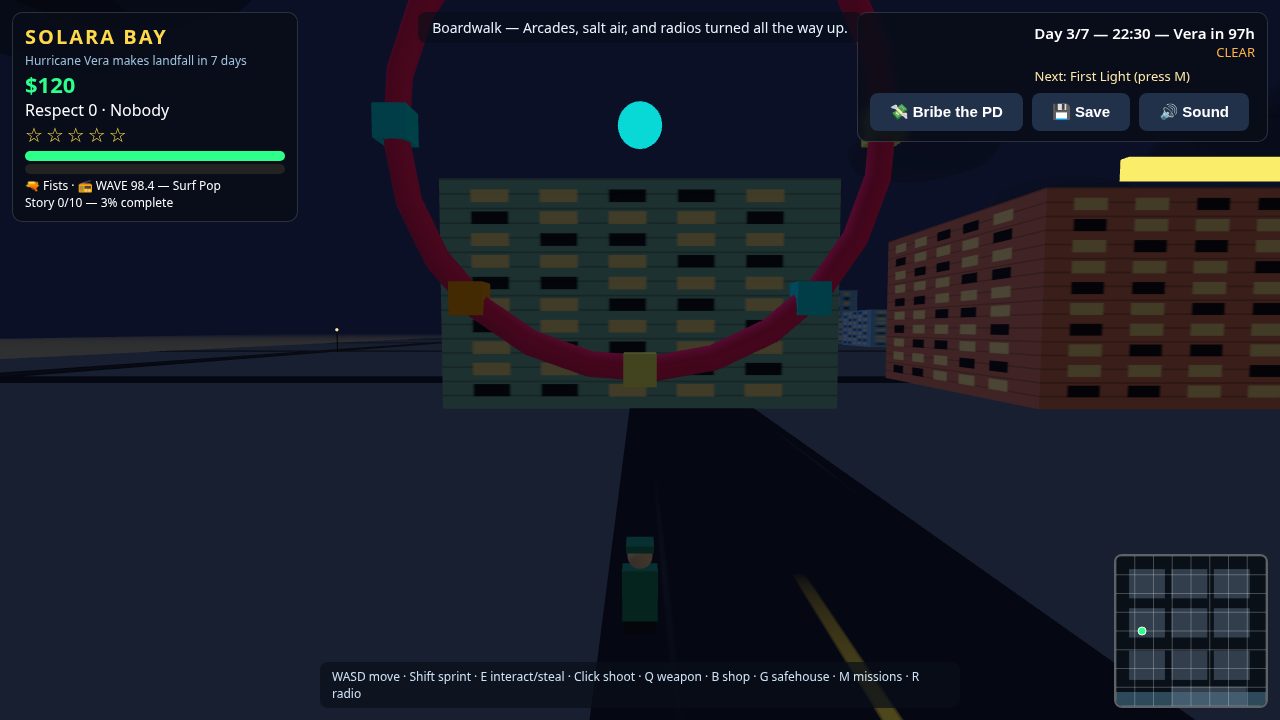 SOLARA BAY
Hurricane Vera makes landfall in 7 days
$120
Respect 0 · Nobody
☆☆☆☆☆
🔫 Fists · 📻 WAVE 98.4 — Surf Pop
Story 0/10 — 3% complete
Boardwalk — Arcades, salt air, and radios turned all the way up.
Day 3/7 — 22:30 — Vera in 97h
CLEAR
Next: First Light (press M)
💸 Bribe the PD
💾 Save
🔊 Sound
WASD move · Shift sprint · E interact/steal · Click shoot · Q weapon · B shop · G safehouse · M missions · R
radio